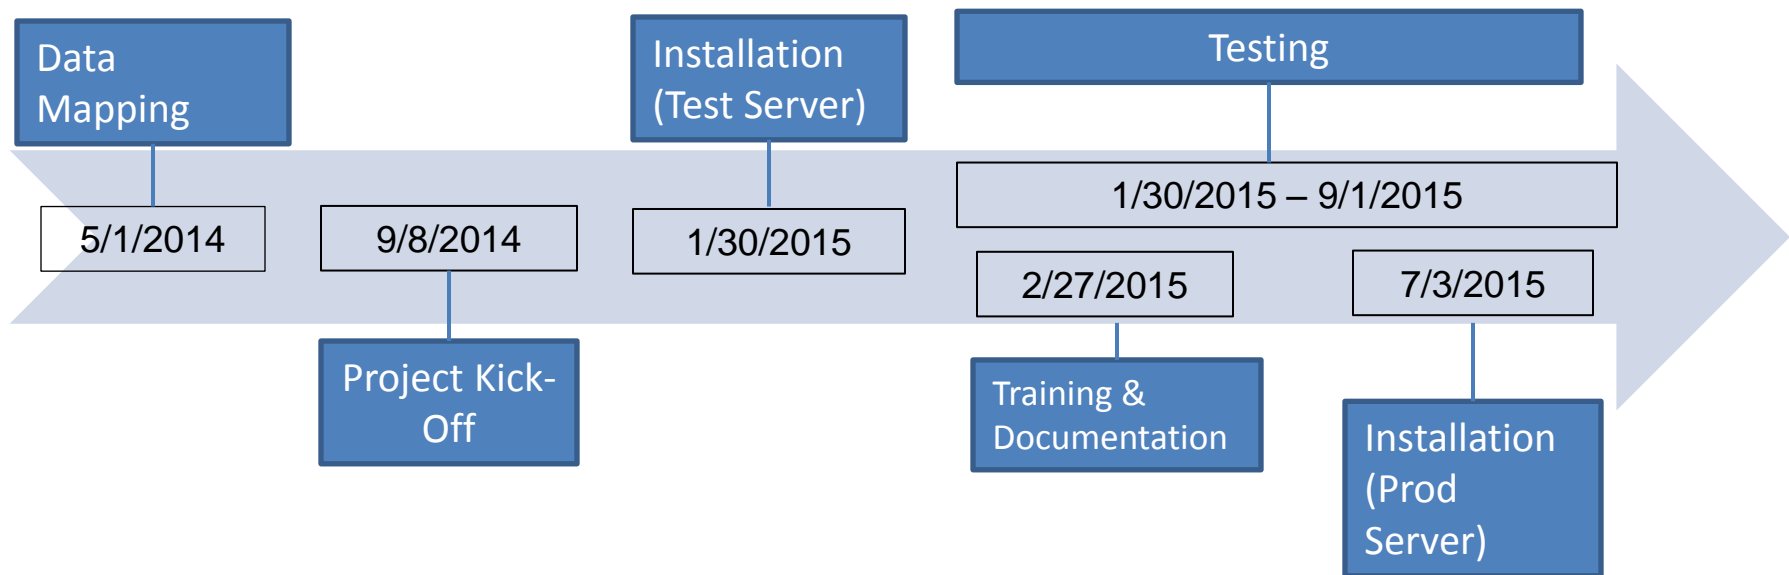 Data
Mapping
Installation
(Test Server)
Testing
5/1/2014
9/8/2014
1/30/2015
1/30/2015 – 9/1/2015
2/27/2015
7/3/2015
Project Kick-
Off
Training &
Documentation
Installation
(Prod
Server)